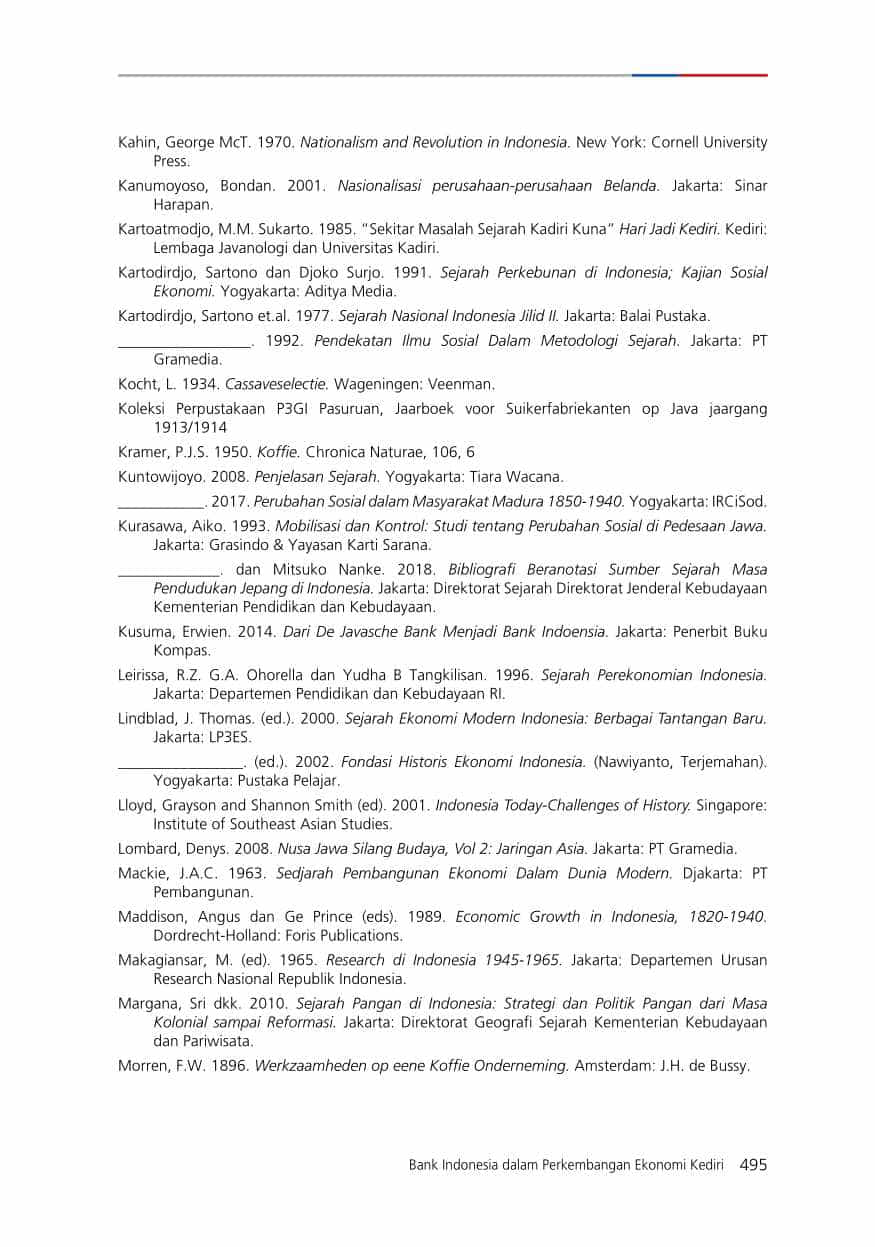 Kahin, George McT. 1970. Nationalism and Revolution in Indonesia. New York: Cornell University
Press.
Kanumoyoso, Bondan. 2001. Nasionalisasi perusahaan-perusahaan Belanda. Jakarta: Sinar
Harapan.
Kartoatmodjo, M.M. Sukarto. 1985. “Sekitar Masalah Sejarah Kadiri Kuna” Hari Jadi Kediri. Kediri:
Lembaga Javanologi dan Universitas Kadiri.
Kartodirdjo, Sartono dan Djoko Surjo. 1991. Sejarah Perkebunan di Indonesia; Kajian Sosial
Ekonomi. Yogyakarta: Aditya Media.
Kartodirdjo, Sartono et.al. 1977. Sejarah Nasional Indonesia Jilid II. Jakarta: Balai Pustaka.
_________________. 1992. Pendekatan Ilmu Sosial Dalam Metodologi Sejarah. Jakarta: PT
Gramedia.
Kocht, L. 1934. Cassaveselectie. Wageningen: Veenman.
Koleksi Perpustakaan P3GI Pasuruan, Jaarboek voor Suikerfabriekanten op Java jaargang
1913/1914
Kramer, P.J.S. 1950. Koffie. Chronica Naturae, 106, 6
Kuntowijoyo. 2008. Penjelasan Sejarah. Yogyakarta: Tiara Wacana.
___________. 2017. Perubahan Sosial dalam Masyarakat Madura 1850-1940. Yogyakarta: IRCiSod.
Kurasawa, Aiko. 1993. Mobilisasi dan Kontrol: Studi tentang Perubahan Sosial di Pedesaan Jawa.
Jakarta: Grasindo & Yayasan Karti Sarana.
_____________. dan Mitsuko Nanke. 2018. Bibliografi Beranotasi Sumber Sejarah Masa
Pendudukan Jepang di Indonesia. Jakarta: Direktorat Sejarah Direktorat Jenderal Kebudayaan
Kementerian Pendidikan dan Kebudayaan.
Kusuma, Erwien. 2014. Dari De Javasche Bank Menjadi Bank Indoensia. Jakarta: Penerbit Buku
Kompas.
Leirissa, R.Z. G.A. Ohorella dan Yudha B Tangkilisan. 1996. Sejarah Perekonomian Indonesia.
Jakarta: Departemen Pendidikan dan Kebudayaan RI.
Lindblad, J. Thomas. (ed.). 2000. Sejarah Ekonomi Modern Indonesia: Berbagai Tantangan Baru.
Jakarta: LP3ES.
________________. (ed.). 2002. Fondasi Historis Ekonomi Indonesia. (Nawiyanto, Terjemahan).
Yogyakarta: Pustaka Pelajar.
Lloyd, Grayson and Shannon Smith (ed). 2001. Indonesia Today-Challenges of History. Singapore:
Institute of Southeast Asian Studies.
Lombard, Denys. 2008. Nusa Jawa Silang Budaya, Vol 2: Jaringan Asia. Jakarta: PT Gramedia.
Mackie, J.A.C. 1963. Sedjarah Pembangunan Ekonomi Dalam Dunia Modern. Djakarta: PT
Pembangunan.
Maddison, Angus dan Ge Prince (eds). 1989. Economic Growth in Indonesia, 1820-1940.
Dordrecht-Holland: Foris Publications.
Makagiansar, M. (ed). 1965. Research di Indonesia 1945-1965. Jakarta: Departemen Urusan
Research Nasional Republik Indonesia.
Margana, Sri dkk. 2010. Sejarah Pangan di Indonesia: Strategi dan Politik Pangan dari Masa
Kolonial sampai Reformasi. Jakarta: Direktorat Geografi Sejarah Kementerian Kebudayaan
dan Pariwisata.
Morren, F.W. 1896. Werkzaamheden op eene Koffie Onderneming. Amsterdam: J.H. de Bussy.
Bank Indonesia dalam Perkembangan Ekonomi Kediri 495